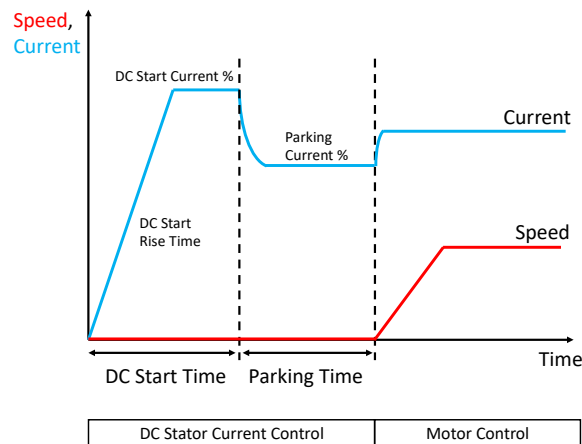 Speed,
Current
DC Start Current %
Parking
Current %
Current
DC Start
Rise Time
Speed
Time
DC Start Time
Parking Time
DC Stator Current Control
Motor Control